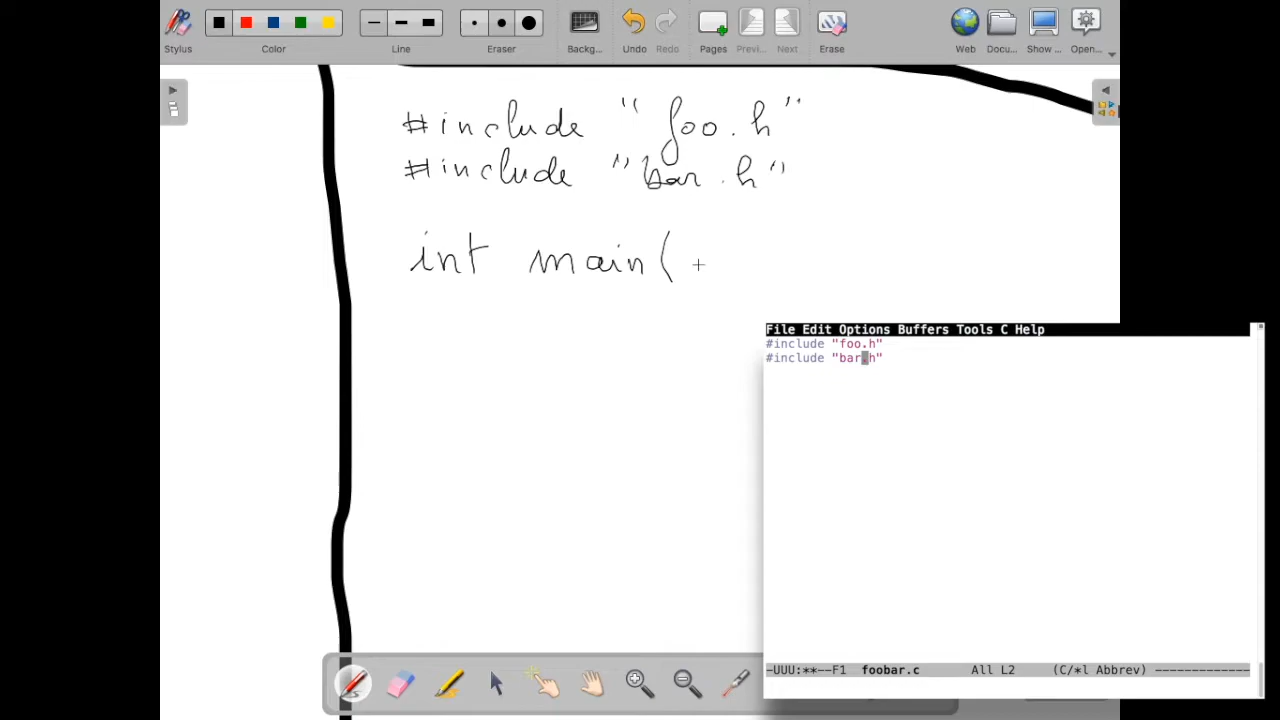 Stylus
Color
Line
Eraser
Backg...
Undo
Redo
Pages
Previ...
Next
Erase
Web
Docu...
Show ...
Open...
#include "foo.h"
#include "bar.h"
int main(
File Edit Options Buffers Tools C Help
#include "foo.h"
#include "bar.h"
-UUU:**--F1 foobar.c All L2 (C/*l Abbrev) -------------